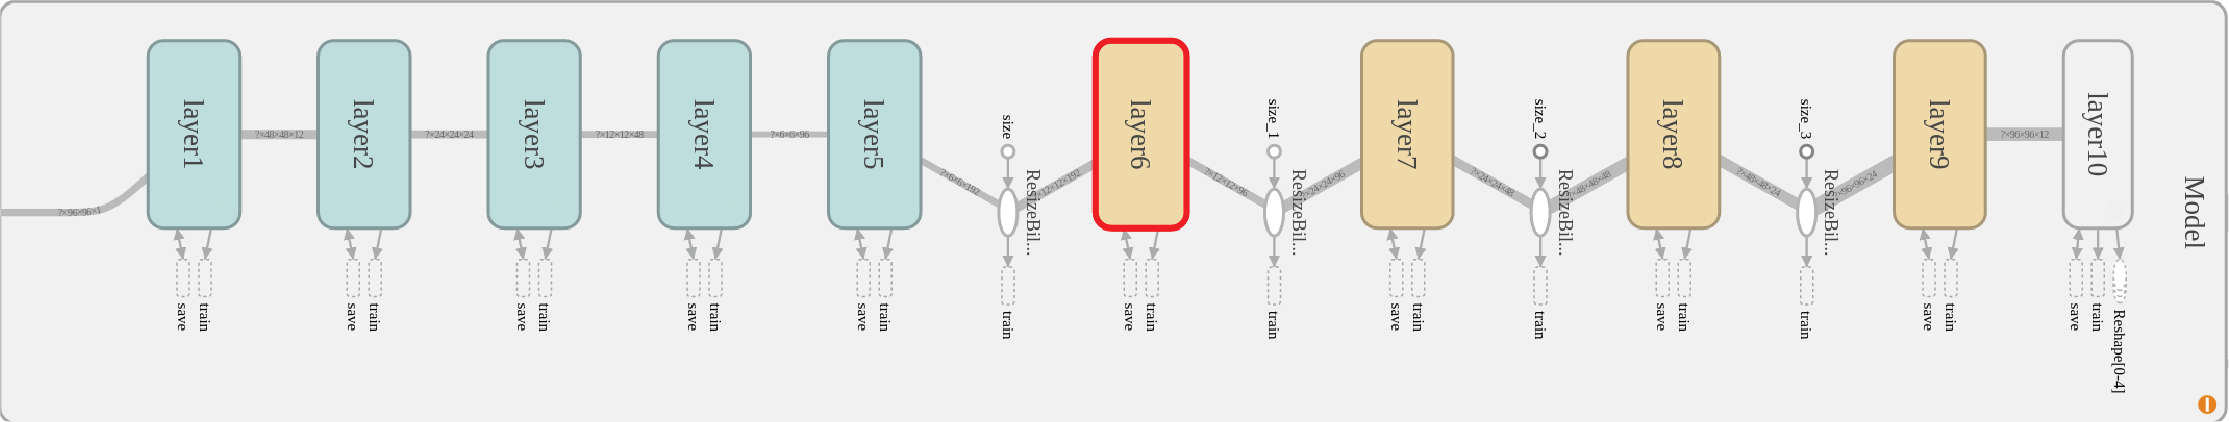 Model
?×96×96×1
layer1
save
train
?×48×48×12
layer2
save
train
?×24×24×24
layer3
save
train
?×12×12×48
layer4
save
train
?×6×6×96
layer5
save
train
?×6×6×192
size
ResizeBil...
train
?×12×12×192
layer6
save
train
?×12×12×96
size_1
ResizeBil...
train
?×24×24×96
layer7
save
train
?×24×24×48
size_2
ResizeBil...
train
?×48×48×48
layer8
save
train
?×48×48×24
size_3
ResizeBil...
train
?×96×96×24
layer9
save
train
?×96×96×12
layer10
save
train
Reshape[0-4]